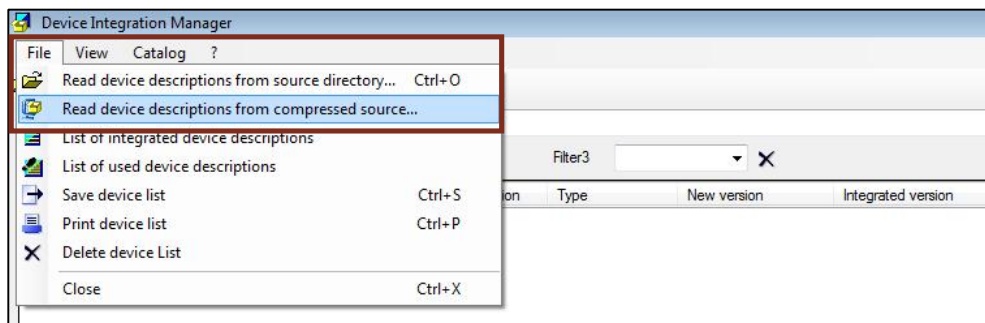 Device Integration Manager
File View Catalog ?
Read device descriptions from source directory... Ctrl+O
Read device descriptions from compressed source...
List of integrated device descriptions
Filter3
List of used device descriptions
Save device list Ctrl+S
ion Type New version Integrated version
Print device list Ctrl+P
Delete device List
Close Ctrl+X